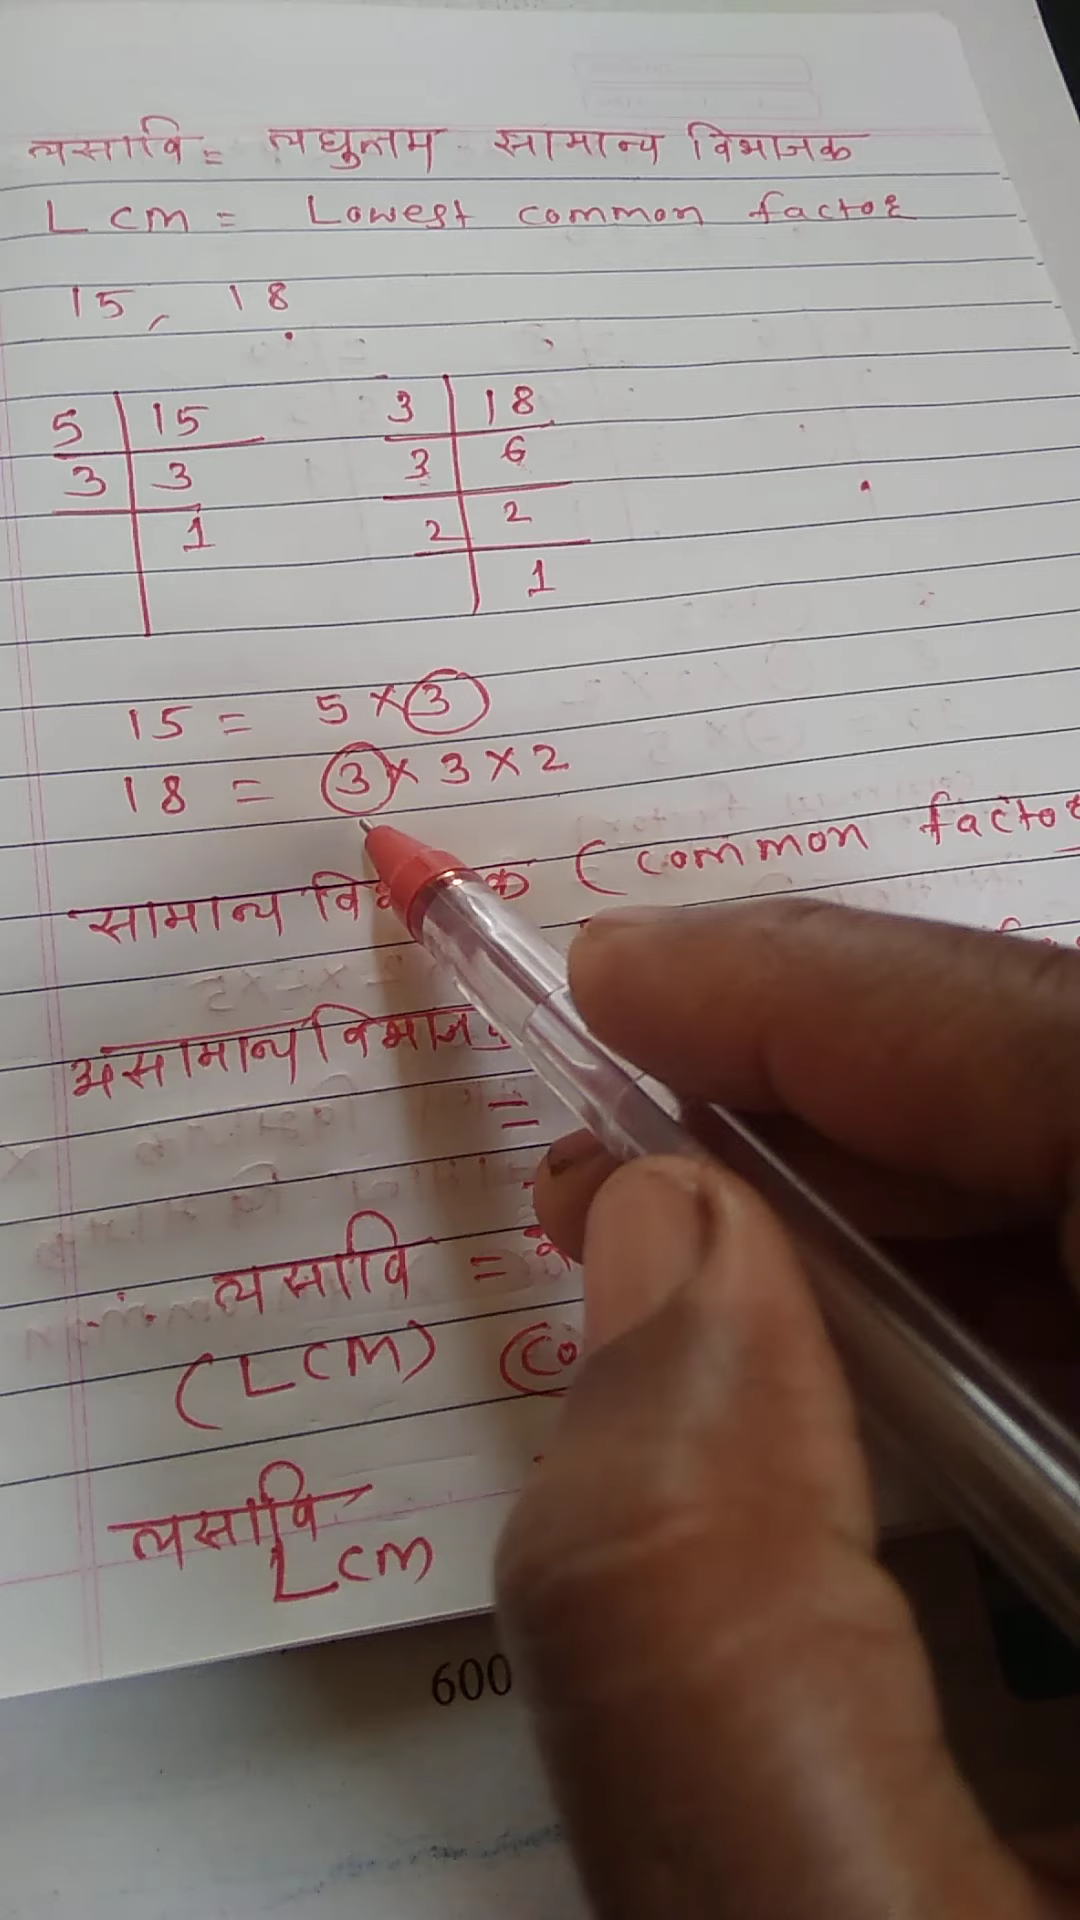 लसावि = लघुत्तम सामान्य विभाजक
LCM = Lowest common factor
15, 18
5 | 15 3 | 18
3 | 3 3 | 6
1 2 | 2
1
15 = 5 × 3
18 = 3 × 3 × 2
सामान्य (common factor
असामान्य
=
लसावि =
(LCM)
लसावि
LCM
600